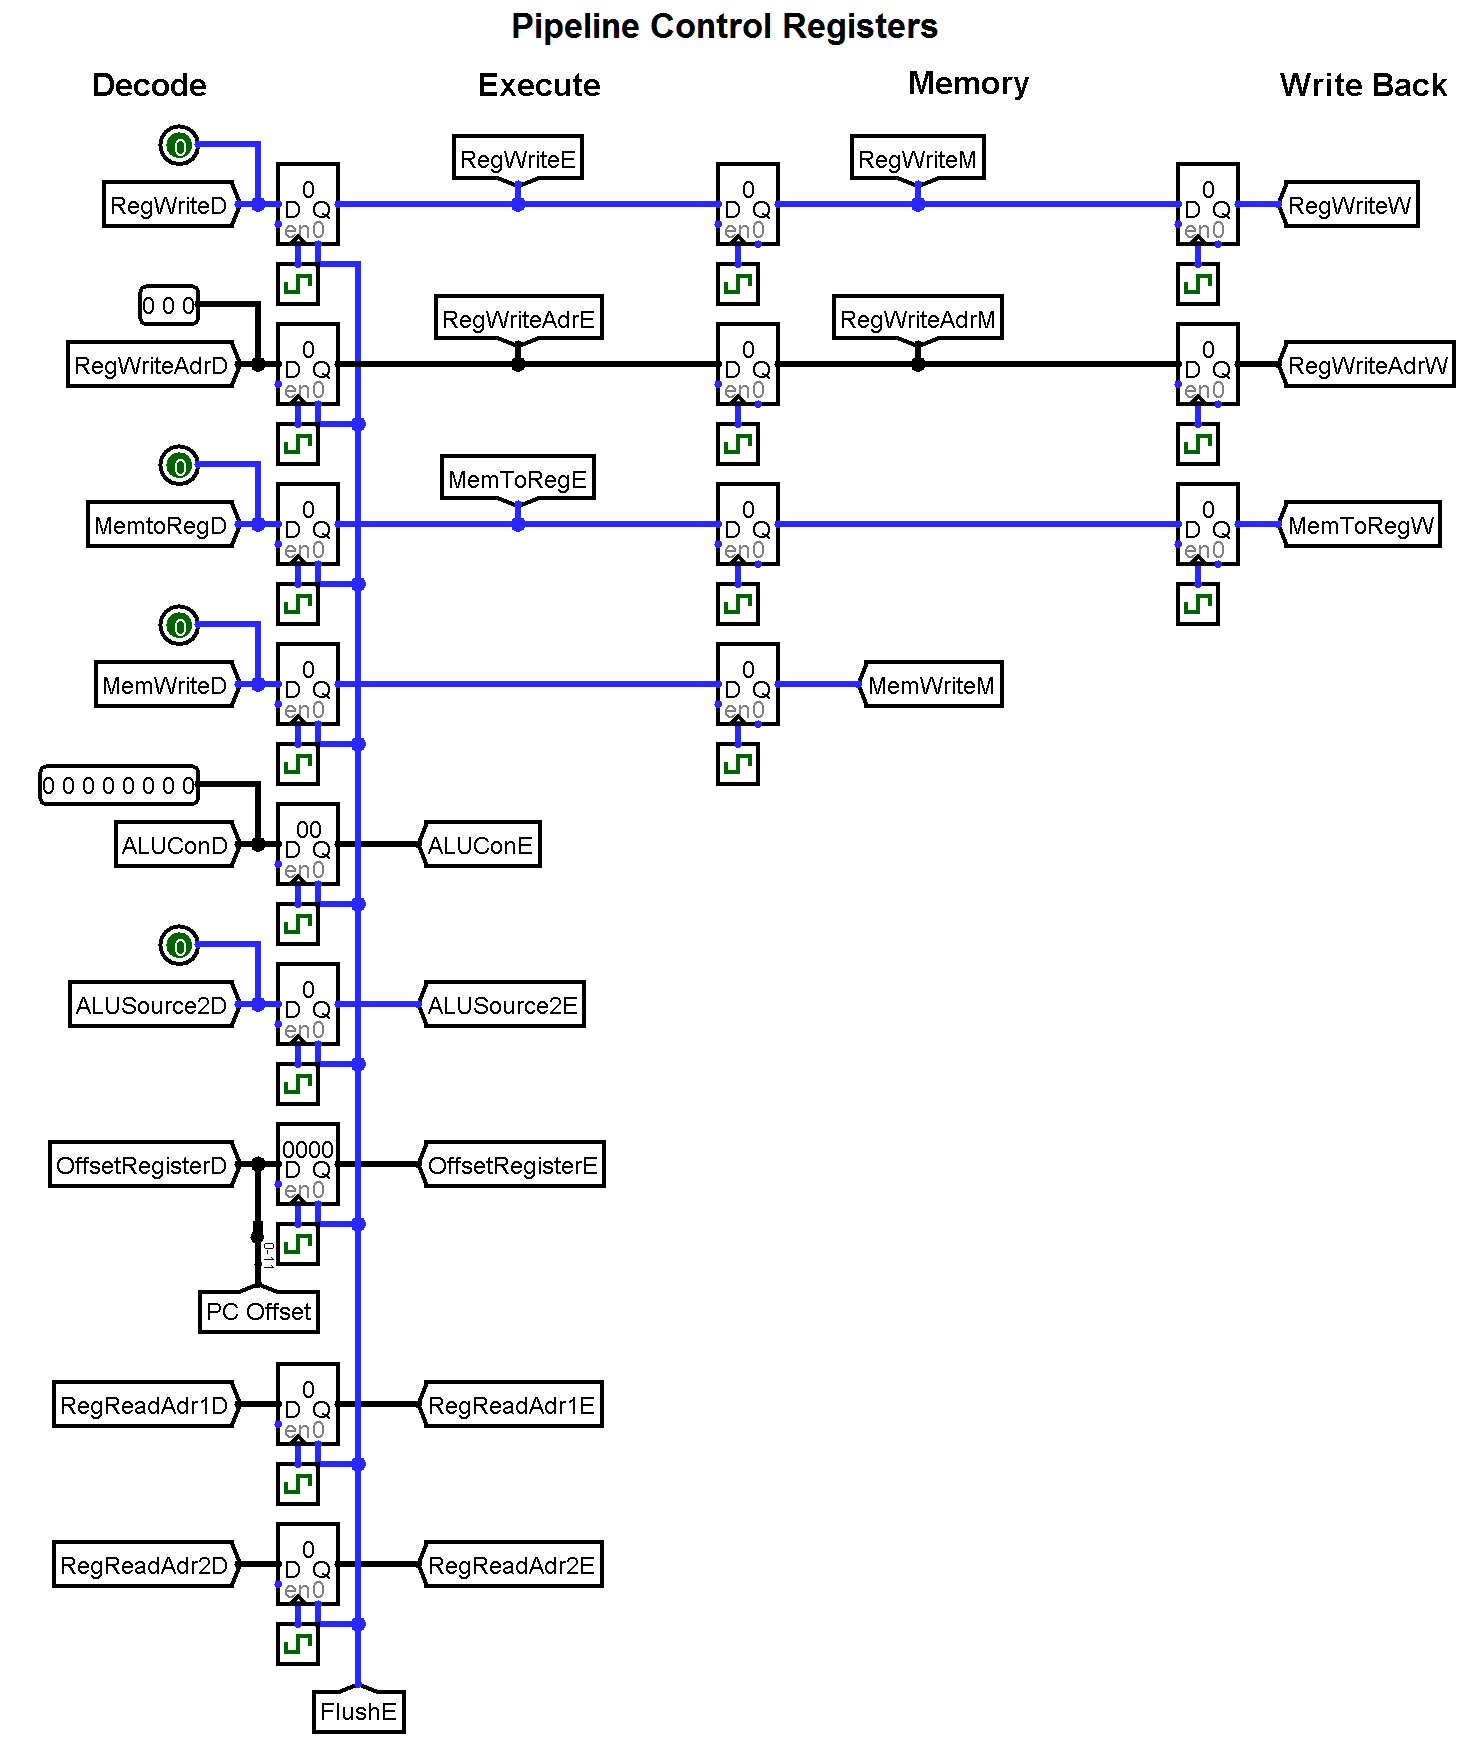 Pipeline Control Registers
Decode Execute Memory Write Back
0
RegWriteE RegWriteM
RegWriteD 0 D Q en0 0 D Q en0 0 D Q en0 RegWriteW
0 0 0
RegWriteAdrE RegWriteAdrM
RegWriteAdrD 0 D Q en0 0 D Q en0 0 D Q en0 RegWriteAdrW
0
MemToRegE
MemtoRegD 0 D Q en0 0 D Q en0 0 D Q en0 MemToRegW
0
MemWriteD 0 D Q en0 0 D Q en0 MemWriteM
0 0 0 0 0 0 0 0
ALUConD 00 D Q en0 ALUConE
0
ALUSource2D 0 D Q en0 ALUSource2E
OffsetRegisterD 0000 D Q en0 OffsetRegisterE
0-11
PC Offset
RegReadAdr1D 0 D Q en0 RegReadAdr1E
RegReadAdr2D 0 D Q en0 RegReadAdr2E
FlushE